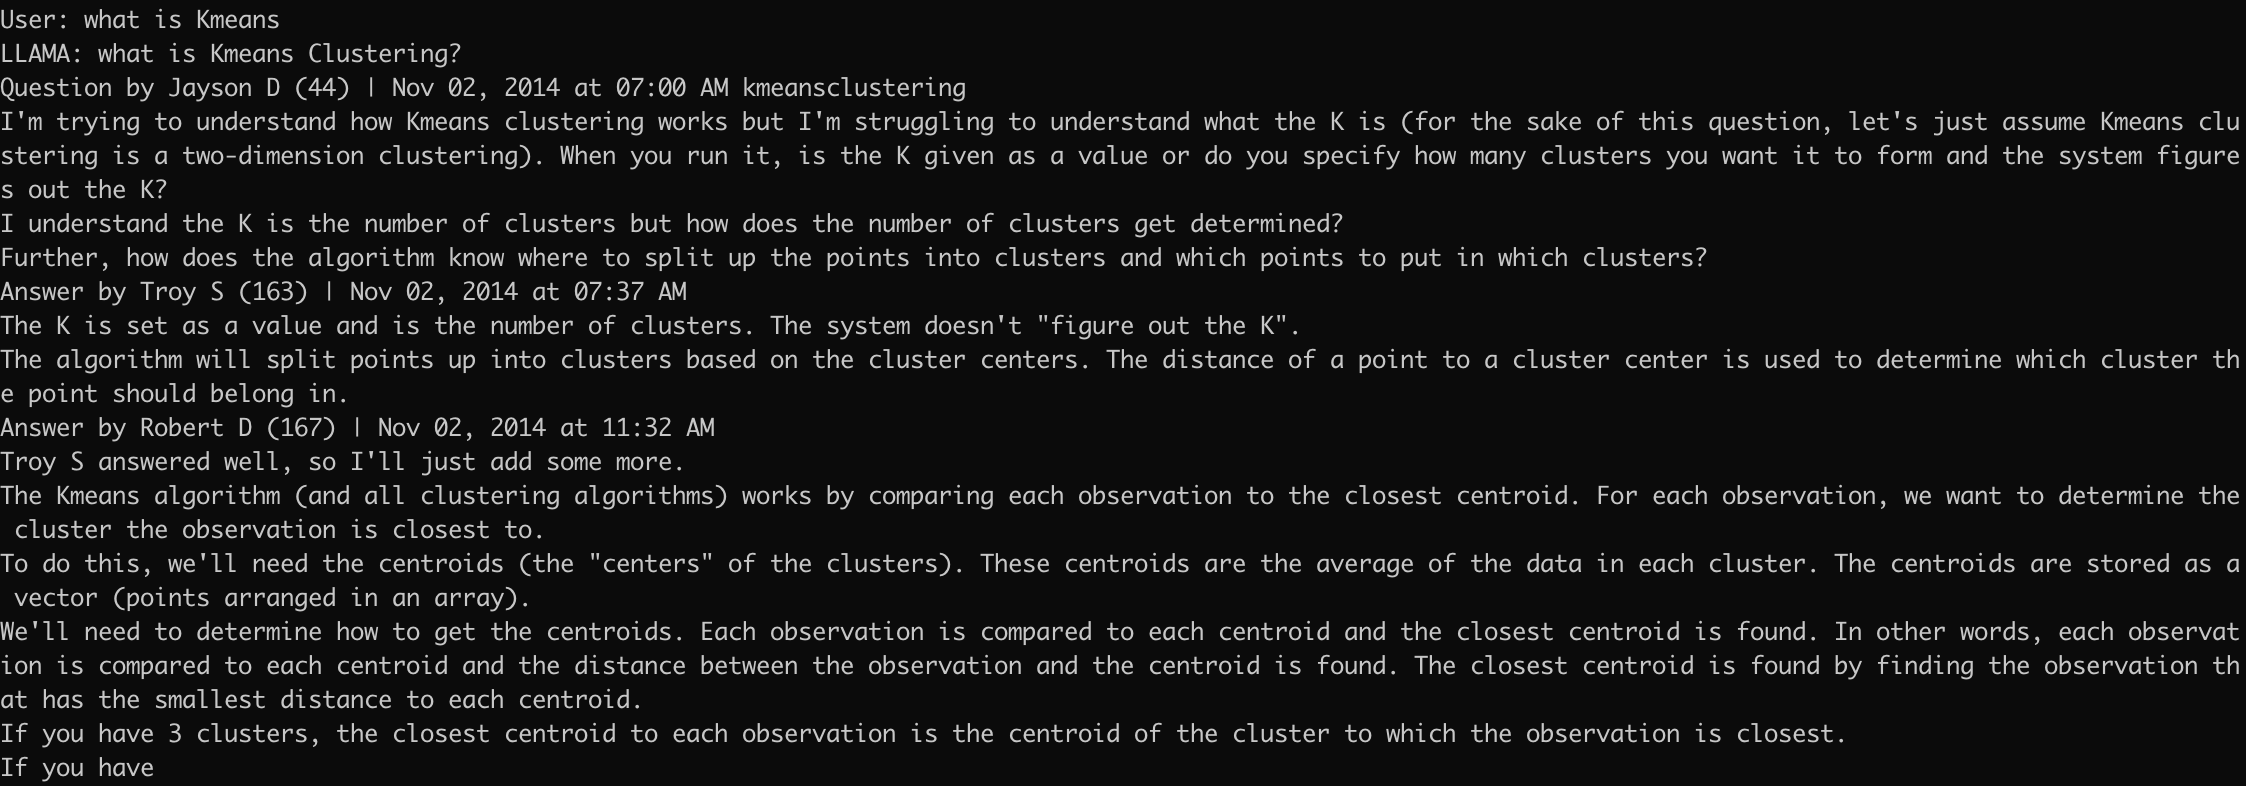 User: what is Kmeans
LLAMA: what is Kmeans Clustering?
Question by Jayson D (44) | Nov 02, 2014 at 07:00 AM kmeansclustering
I'm trying to understand how Kmeans clustering works but I'm struggling to understand what the K is (for the sake of this question, let's just assume Kmeans clu
stering is a two-dimension clustering). When you run it, is the K given as a value or do you specify how many clusters you want it to form and the system figure
s out the K?
I understand the K is the number of clusters but how does the number of clusters get determined?
Further, how does the algorithm know where to split up the points into clusters and which points to put in which clusters?
Answer by Troy S (163) | Nov 02, 2014 at 07:37 AM
The K is set as a value and is the number of clusters. The system doesn't "figure out the K".
The algorithm will split points up into clusters based on the cluster centers. The distance of a point to a cluster center is used to determine which cluster th
e point should belong in.
Answer by Robert D (167) | Nov 02, 2014 at 11:32 AM
Troy S answered well, so I'll just add some more.
The Kmeans algorithm (and all clustering algorithms) works by comparing each observation to the closest centroid. For each observation, we want to determine the
 cluster the observation is closest to.
To do this, we'll need the centroids (the "centers" of the clusters). These centroids are the average of the data in each cluster. The centroids are stored as a
 vector (points arranged in an array).
We'll need to determine how to get the centroids. Each observation is compared to each centroid and the closest centroid is found. In other words, each observat
ion is compared to each centroid and the distance between the observation and the centroid is found. The closest centroid is found by finding the observation th
at has the smallest distance to each centroid.
If you have 3 clusters, the closest centroid to each observation is the centroid of the cluster to which the observation is closest.
If you have